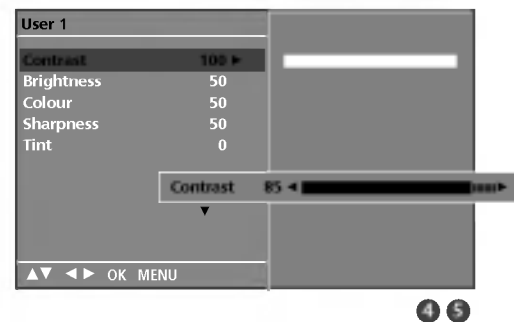 User 1
Contrast 100 ►
Brightness 50
Colour 50
Sharpness 50
Tint 0
Contrast 85 ◄ ►
▼
▲▼ ◄► OK MENU
4 5